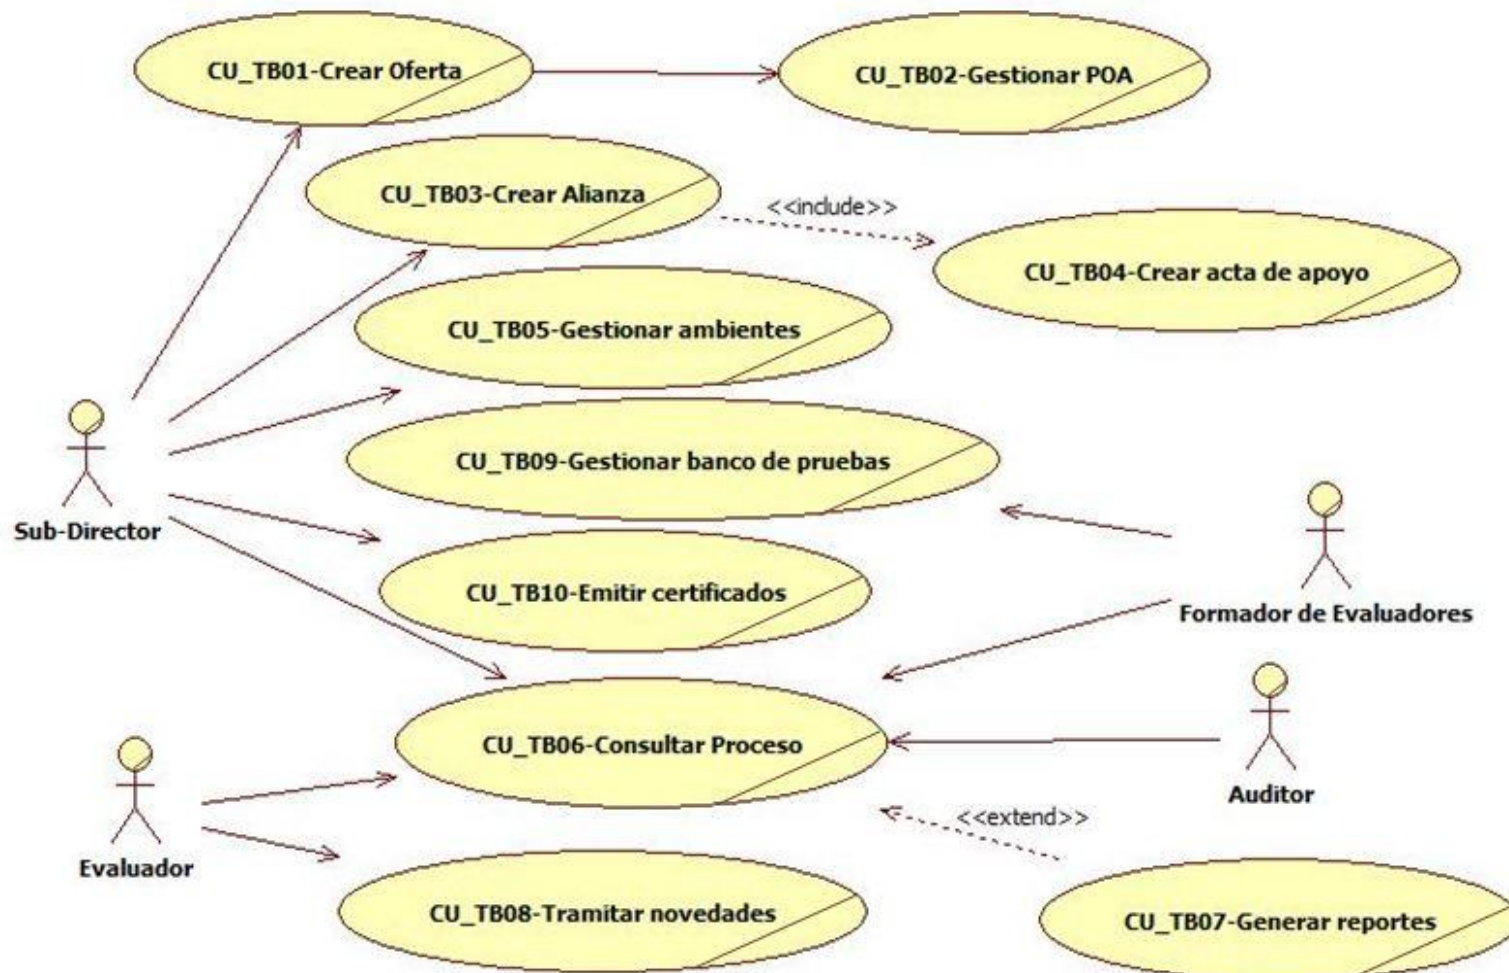 CU_TB01-Crear Oferta
CU_TB02-Gestionar POA
CU_TB03-Crear Alianza
<<include>>
CU_TB04-Crear acta de apoyo
CU_TB05-Gestionar ambientes
CU_TB09-Gestionar banco de pruebas
Sub-Director
CU_TB10-Emitir certificados
Formador de Evaluadores
CU_TB06-Consultar Proceso
Auditor
<<extend>>
Evaluador
CU_TB08-Tramitar novedades
CU_TB07-Generar reportes